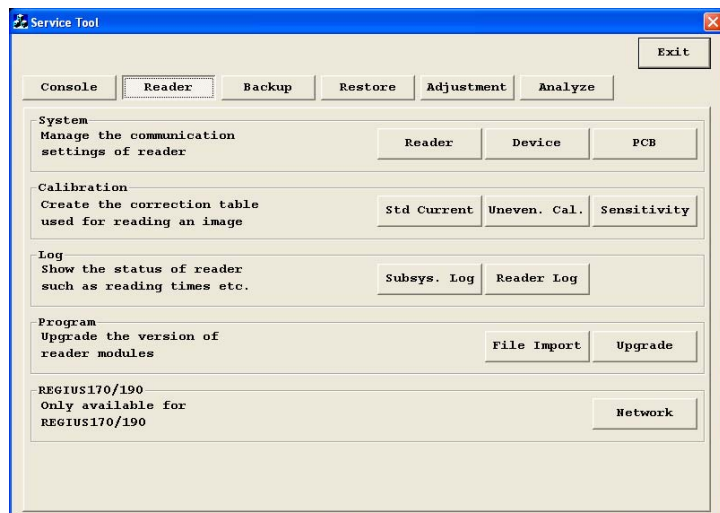 Service Tool
Exit
Console Reader Backup Restore Adjustment Analyze
System
Manage the communication
settings of reader
Reader Device PCB
Calibration
Create the correction table
used for reading an image
Std Current Uneven. Cal. Sensitivity
Log
Show the status of reader
such as reading times etc.
Subsys. Log Reader Log
Program
Upgrade the version of
reader modules
File Import Upgrade
REGIUS170/190
Only available for
REGIUS170/190
Network